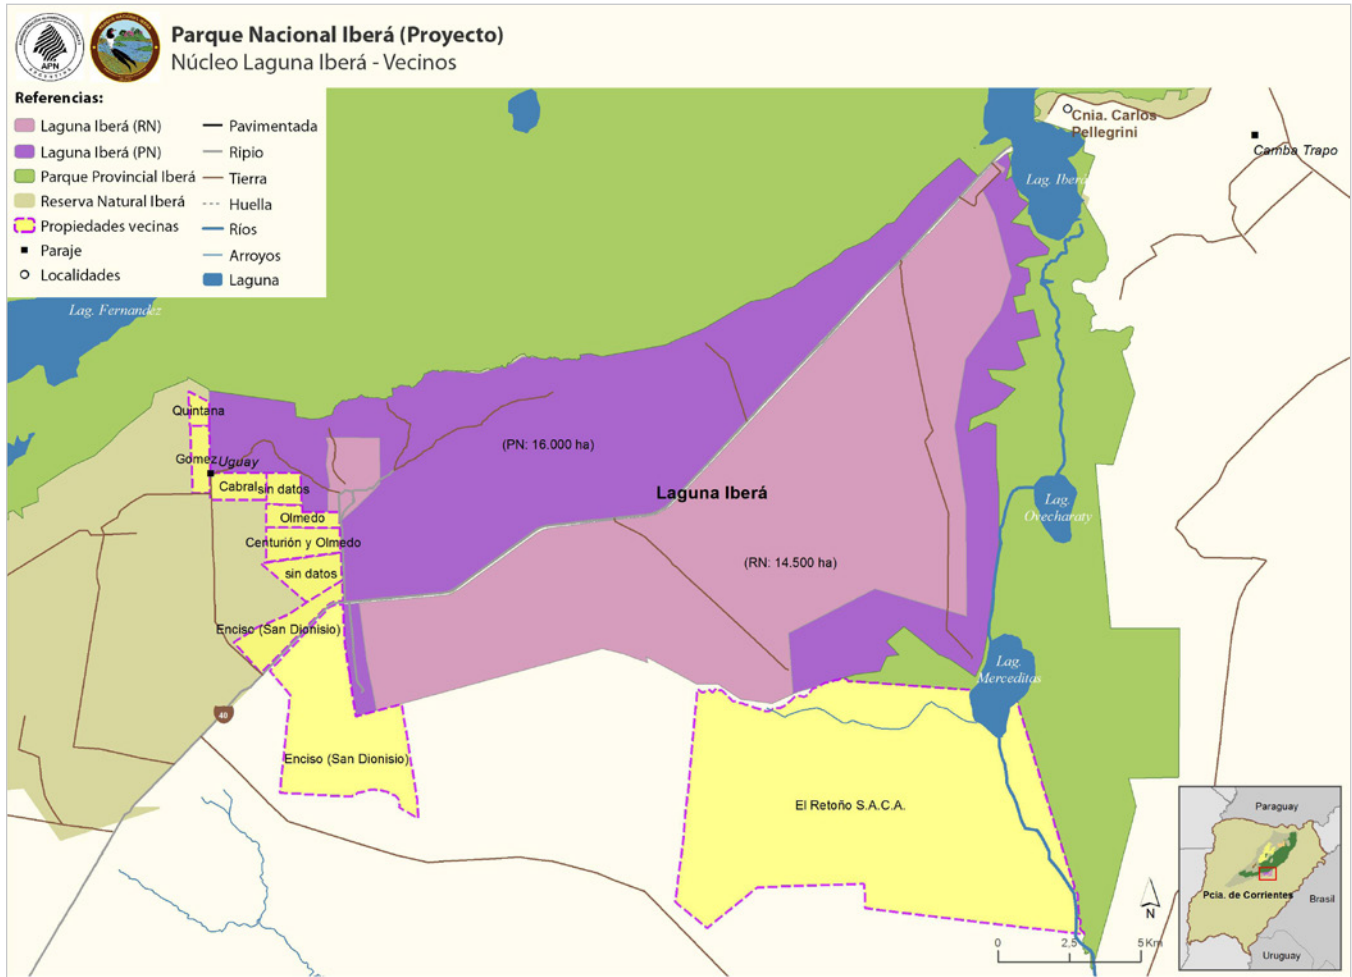 Parque Nacional Iberá (Proyecto)
Núcleo Laguna Iberá - Vecinos
APN
Referencias:
Laguna Iberá (RN)
Laguna Iberá (PN)
Parque Provincial Iberá
Reserva Natural Iberá
Propiedades vecinas
Paraje
Localidades
Pavimentada
Ripio
Tierra
Huella
Ríos
Arroyos
Laguna
Cnia. Carlos
Pellegrini
Camba Trapo
Lag. Iberá
Lag. Fernandez
Quintana
Gomez
Uguay
Cabral
sin datos
Olmedo
Centurión y Olmedo
sin datos
Enciso (San Dionisio)
(PN: 16.000 ha)
Laguna Iberá
(RN: 14.500 ha)
Lag.
Ovecharaty
Lag.
Merceditas
40
Enciso (San Dionisio)
El Retoño S.A.C.A.
N
0 2,5 5 Km
Paraguay
Pcia. de Corrientes
Brasil
Uruguay